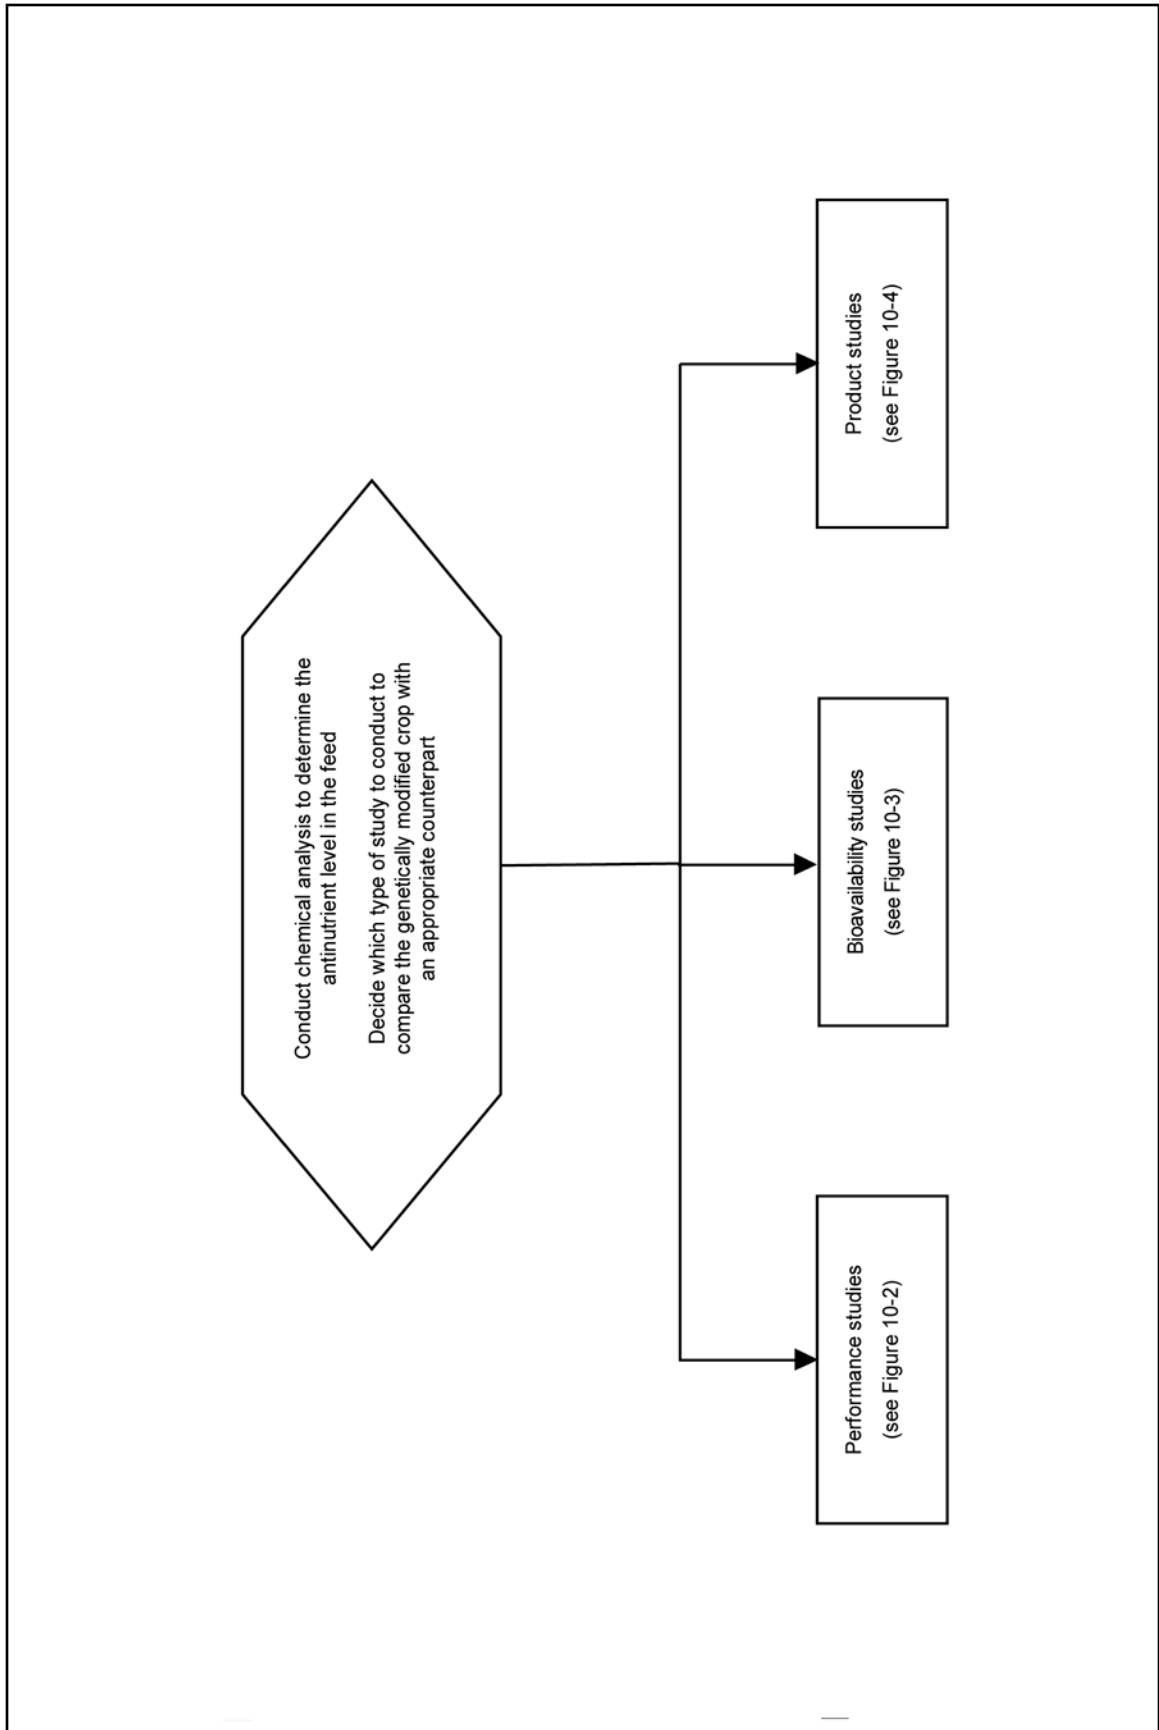 Conduct chemical analysis to determine the
antinutrient level in the feed
Decide which type of study to conduct to
compare the genetically modified crop with
an appropriate counterpart
Performance studies
(see Figure 10-2)
Bioavailability studies
(see Figure 10-3)
Product studies
(see Figure 10-4)